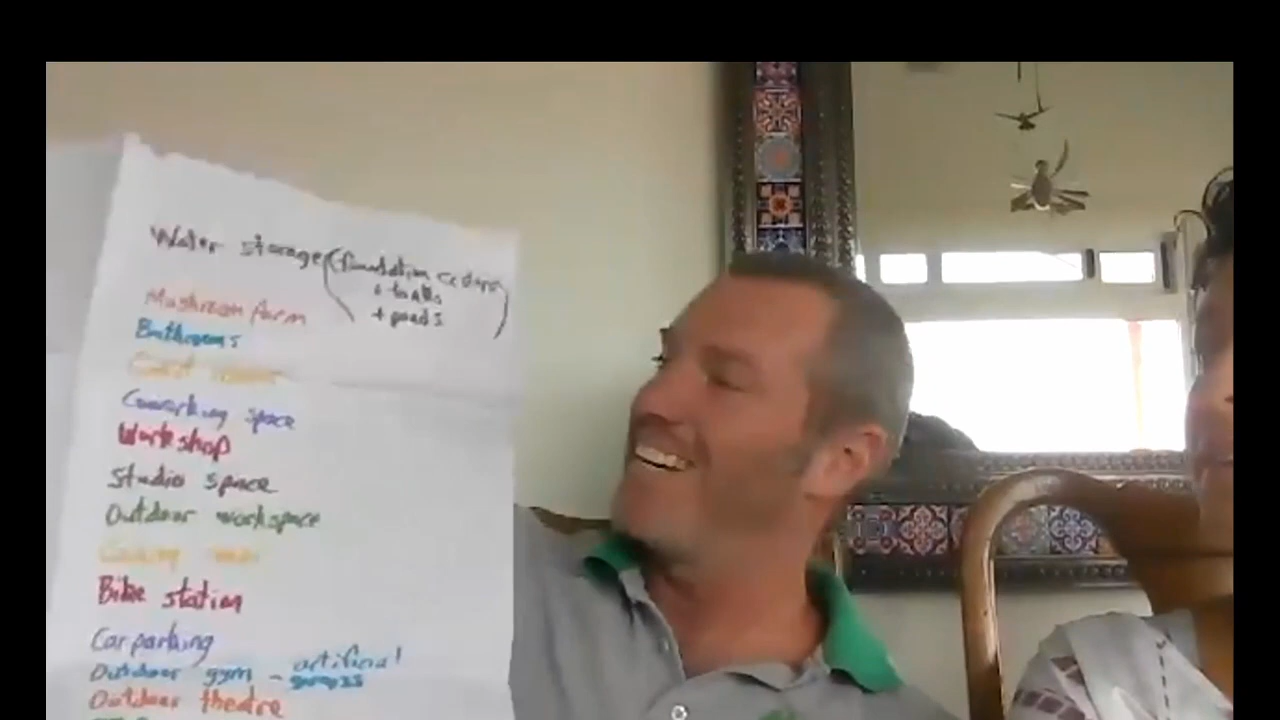 Water storage (foundation
+ tanks
+ ponds
Mushroom farm
Bathrooms
Coworking space
Workshop
Studio space
Outdoor workspace
Bike station
Car parking
Outdoor gym - artificial
grass
Outdoor theatre